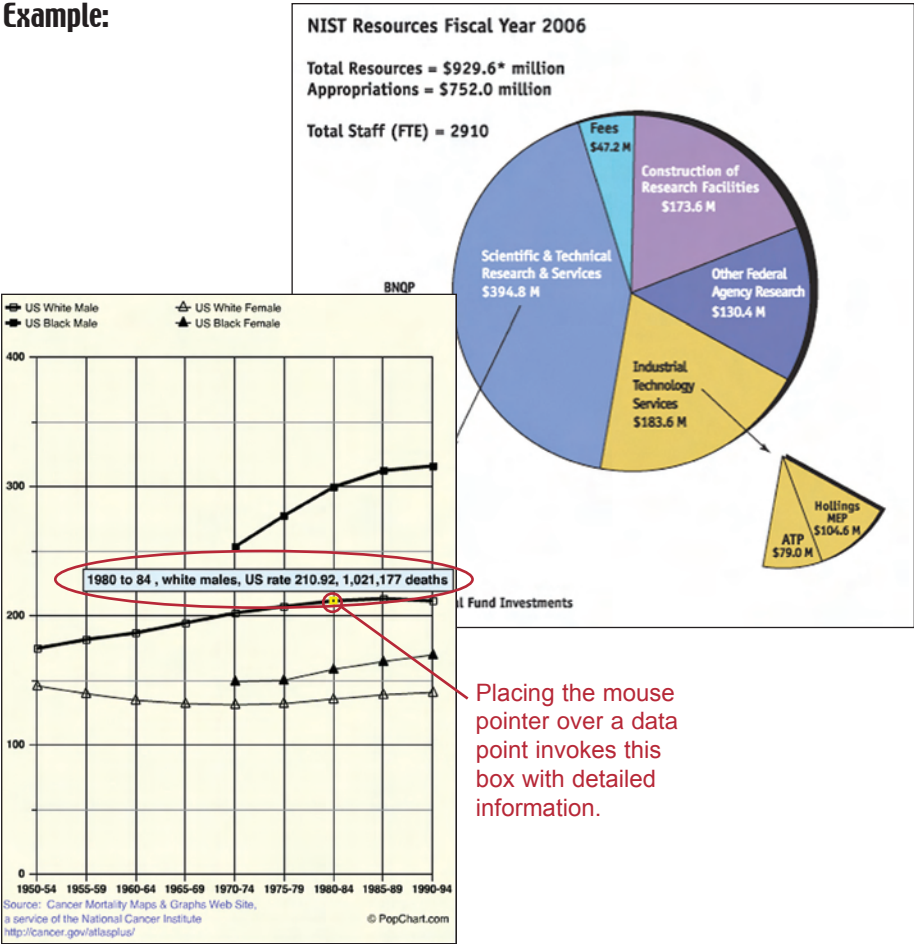 Example:
NIST Resources Fiscal Year 2006
Total Resources = $929.6* million
Appropriations = $752.0 million
Total Staff (FTE) = 2910
Fees
$47.2 M
Construction of
Research Facilities
$173.6 M
Scientific & Technical
Research & Services
$394.8 M
Other Federal
Agency Research
$130.4 M
BNQP
Industrial
Technology
Services
$183.6 M
Hollings
MEP
$104.6 M
ATP
$79.0 M
l Fund Investments
US White Male
US White Female
US Black Male
US Black Female
400
300
1980 to 84 , white males, US rate 210.92, 1,021,177 deaths
200
100
0
1950-54 1955-59 1960-64 1965-69 1970-74 1975-79 1980-84 1985-89 1990-94
Source: Cancer Mortality Maps & Graphs Web Site,
a service of the National Cancer Institute
http://cancer.gov/atlasplus/
© PopChart.com
Placing the mouse
pointer over a data
point invokes this
box with detailed
information.